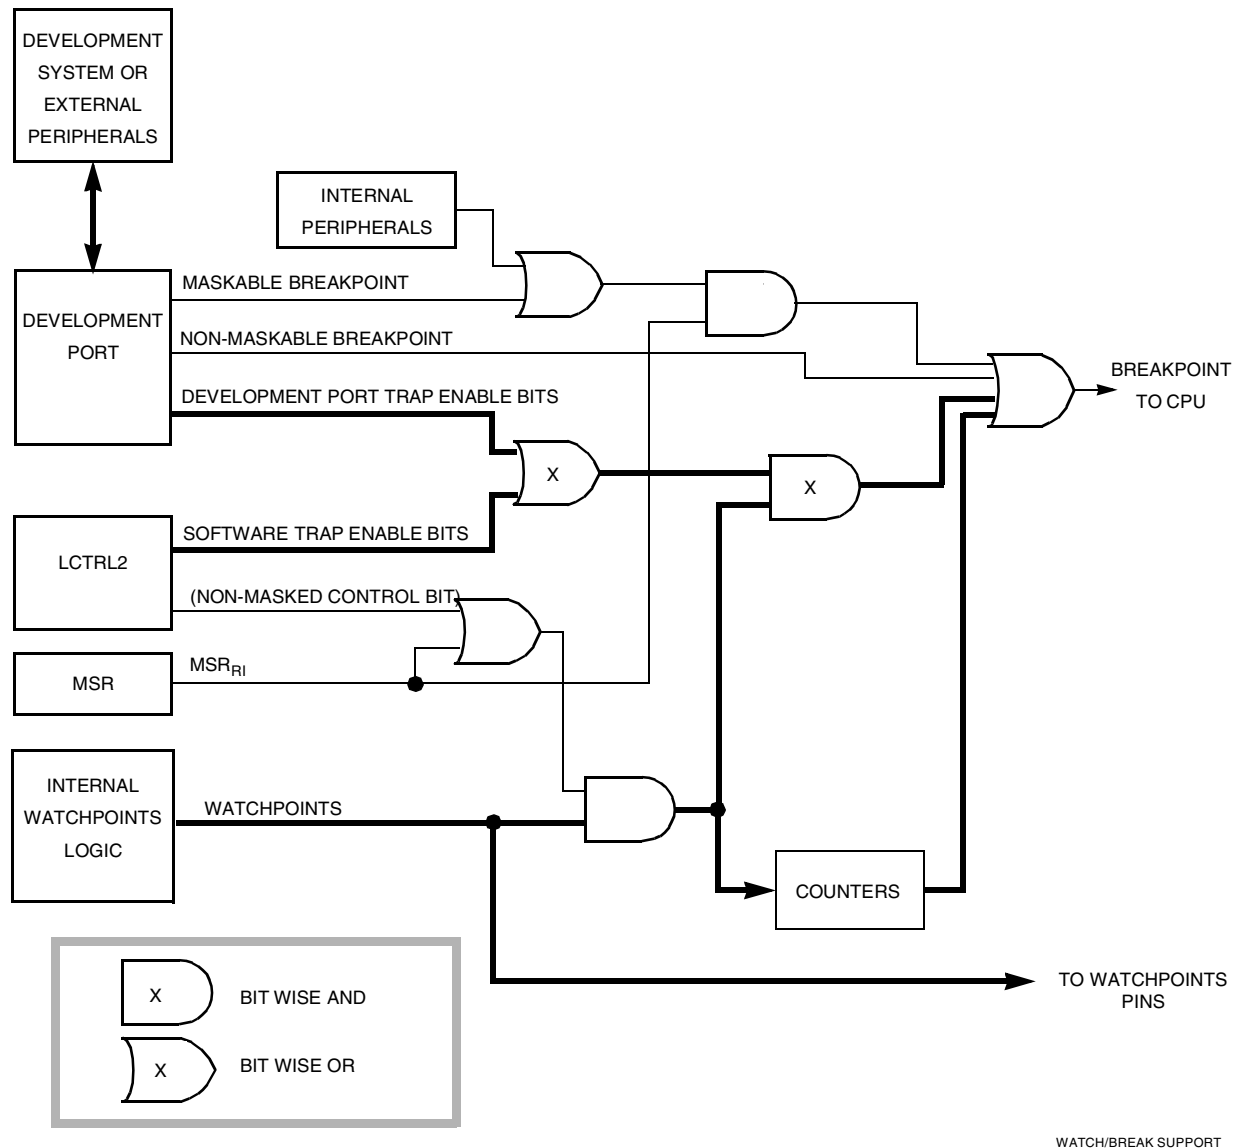 DEVELOPMENT
SYSTEM OR
EXTERNAL
PERIPHERALS
INTERNAL
PERIPHERALS
MASKABLE BREAKPOINT
DEVELOPMENT
PORT
NON-MASKABLE BREAKPOINT
BREAKPOINT
TO CPU
DEVELOPMENT PORT TRAP ENABLE BITS
X
X
SOFTWARE TRAP ENABLE BITS
LCTRL2
(NON-MASKED CONTROL BIT)
MSRRI
MSR
INTERNAL
WATCHPOINTS
LOGIC
WATCHPOINTS
COUNTERS
TO WATCHPOINTS
PINS
X
BIT WISE AND
X
BIT WISE OR
WATCH/BREAK SUPPORT